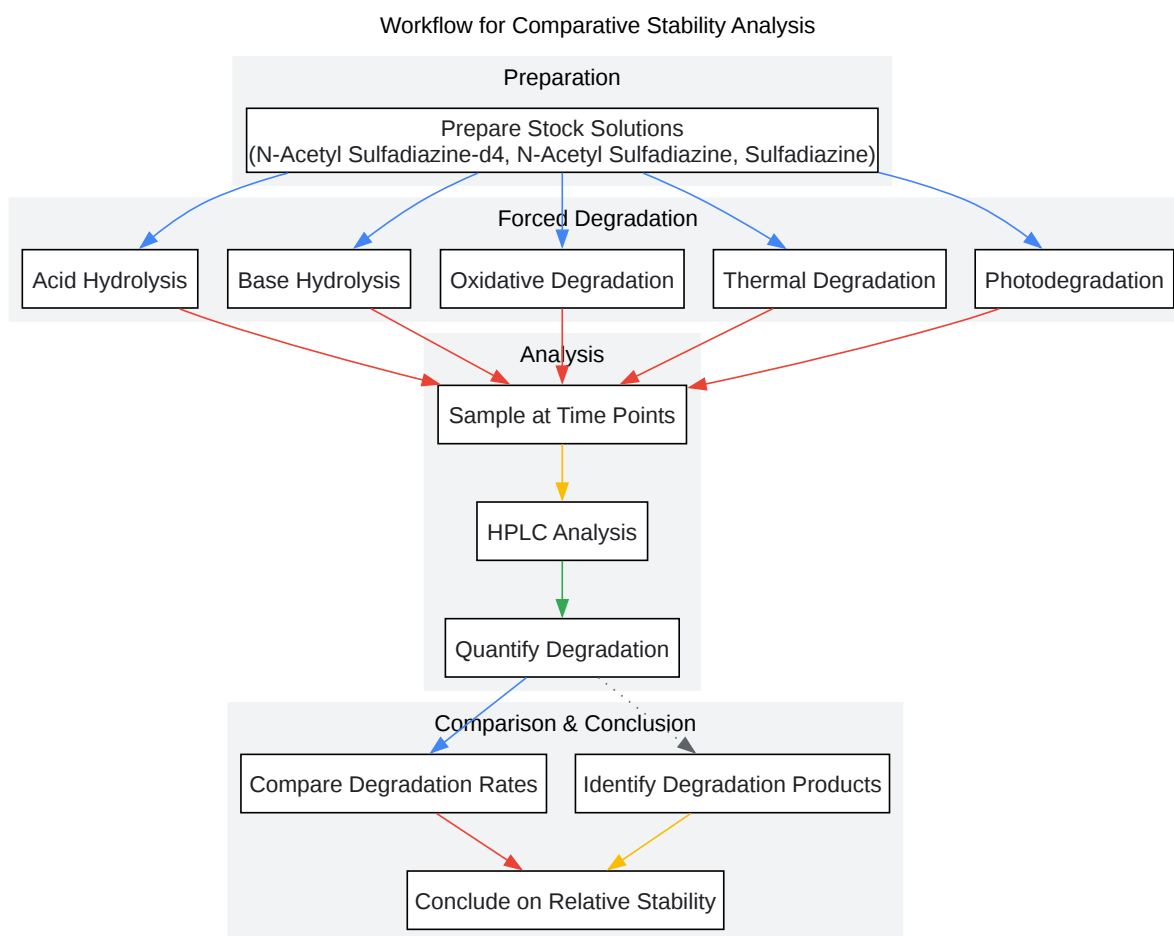 Workflow for Comparative Stability Analysis
Preparation
Prepare Stock Solutions
(N-Acetyl Sulfadiazine-d4, N-Acetyl Sulfadiazine, Sulfadiazine)
Forced Degradation
Acid Hydrolysis
Base Hydrolysis
Oxidative Degradation
Thermal Degradation
Photodegradation
Analysis
Sample at Time Points
HPLC Analysis
Quantify Degradation
Comparison & Conclusion
Compare Degradation Rates
Identify Degradation Products
Conclude on Relative Stability